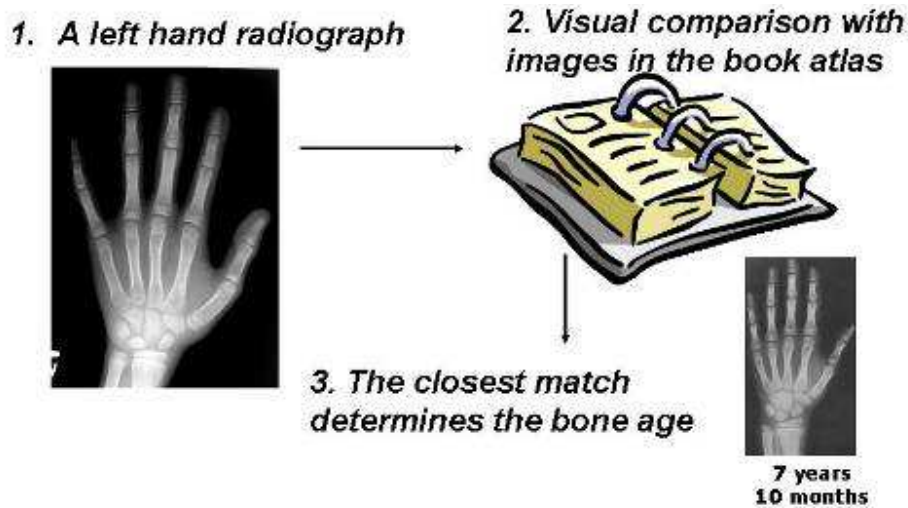 1. A left hand radiograph
2. Visual comparison with
images in the book atlas
3. The closest match
determines the bone age
7 years
10 months